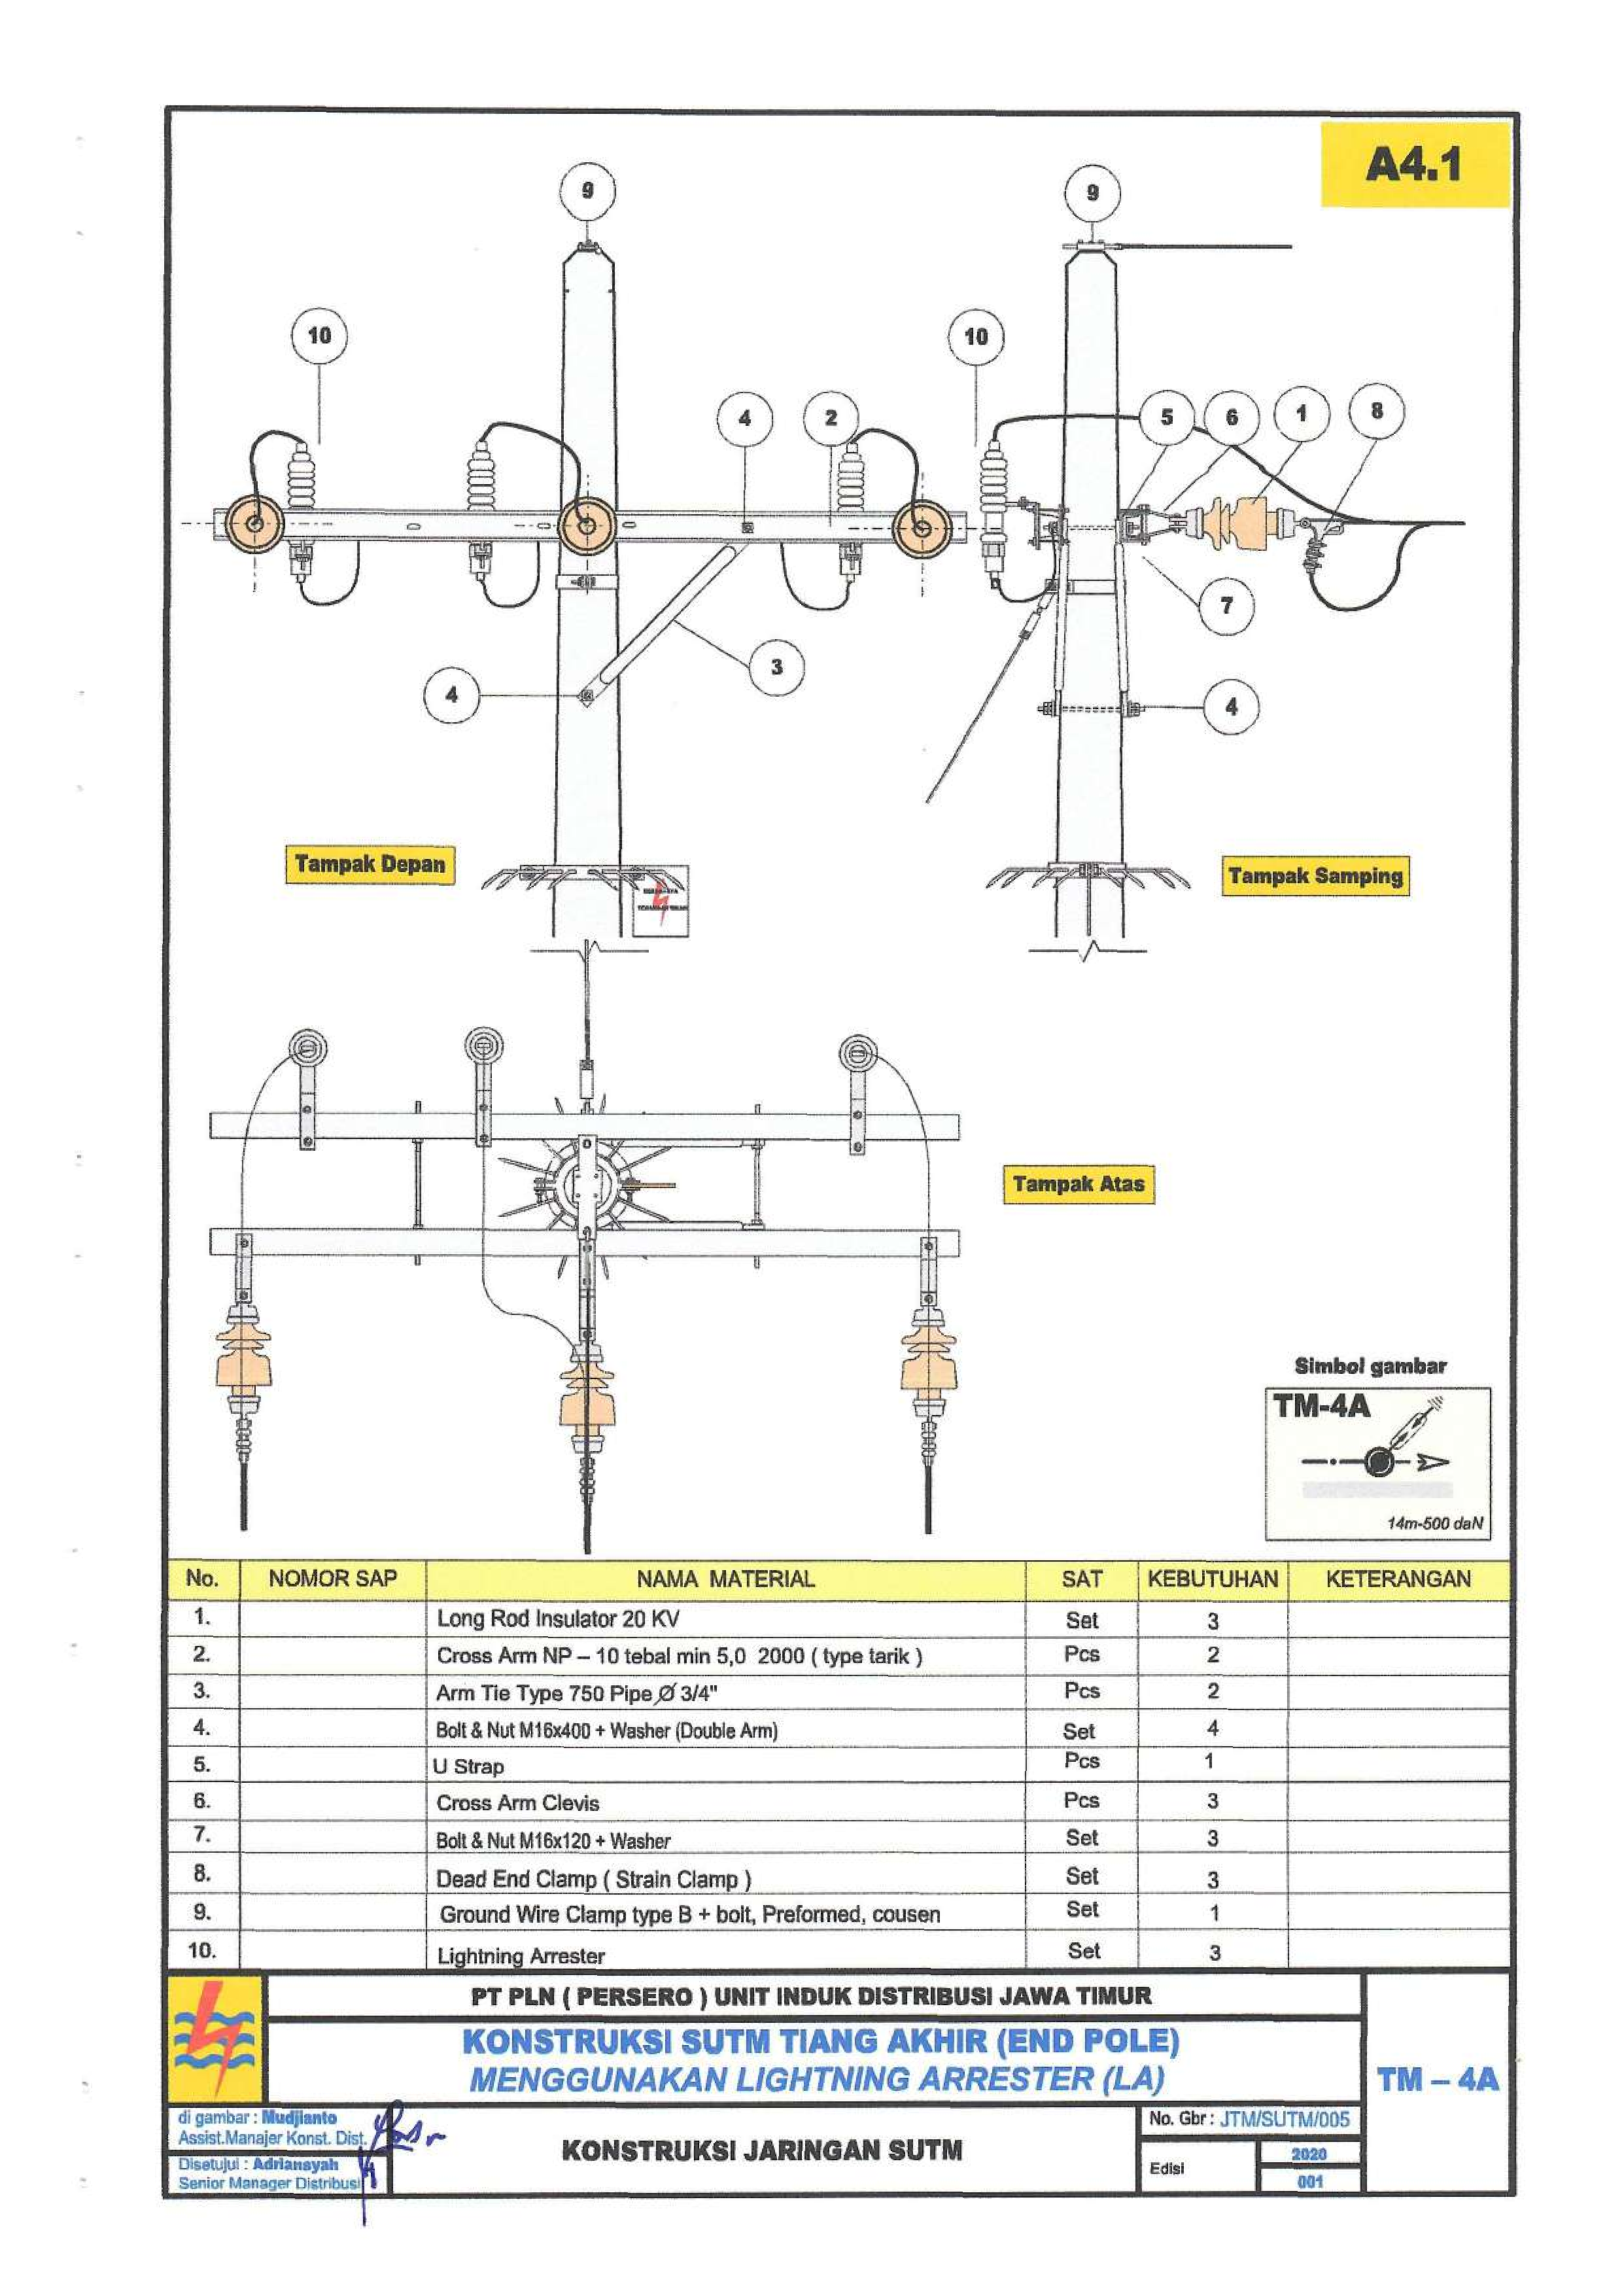 A4.1
9
9
10
10
4
2
5
6
1
8
7
3
4
4
Tampak Depan
Tampak Samping
Tampak Atas
Simbol gambar
TM-4A
14m-500 daN
No. NOMOR SAP NAMA MATERIAL SAT KEBUTUHAN KETERANGAN
1. Long Rod Insulator 20 KV Set 3
2. Cross Arm NP – 10 tebal min 5,0 2000 ( type tarik ) Pcs 2
3. Arm Tie Type 750 Pipe Ø 3/4" Pcs 2
4. Bolt & Nut M16x400 + Washer (Double Arm) Set 4
5. U Strap Pcs 1
6. Cross Arm Clevis Pcs 3
7. Bolt & Nut M16x120 + Washer Set 3
8. Dead End Clamp ( Strain Clamp ) Set 3
9. Ground Wire Clamp type B + bolt, Preformed, cousen Set 1
10. Lightning Arrester Set 3
PT PLN ( PERSERO ) UNIT INDUK DISTRIBUSI JAWA TIMUR
KONSTRUKSI SUTM TIANG AKHIR (END POLE)
MENGGUNAKAN LIGHTNING ARRESTER (LA)
TM – 4A
di gambar : Mudjianto
Assist.Manajer Konst. Dist.
Disetujui : Adriansyah
Senior Manager Distribusi
KONSTRUKSI JARINGAN SUTM
No. Gbr : JTM/SUTM/005
Edisi
2020
001